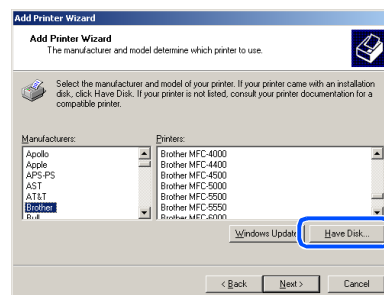 Add Printer Wizard
Add Printer Wizard
The manufacturer and model determine which printer to use.
Select the manufacturer and model of your printer. If your printer came with an installation
disk, click Have Disk. If your printer is not listed, consult your printer documentation for a
compatible printer.
Manufacturers:
Apollo
Apple
APS-PS
AST
AT&T
Brother
Bull
Printers:
Brother MFC-4000
Brother MFC-4400
Brother MFC-4500
Brother MFC-5000
Brother MFC-5500
Brother MFC-5550
Brother MFC-6000
Windows Update
Have Disk...
< Back
Next >
Cancel